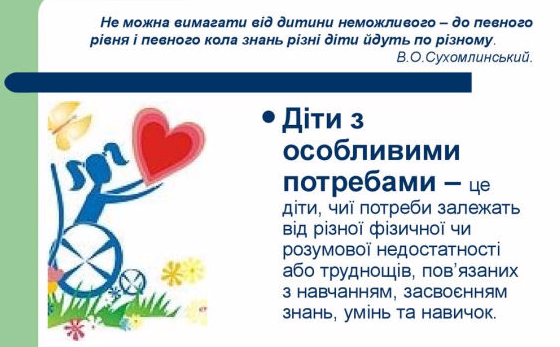 Не можна вимагати від дитини неможливого – до певного
рівня і певного кола знань різні діти йдуть по різному.
В.О.Сухомлинський.
Діти з
особливими
потребами – це
діти, чиї потреби залежать
від різної фізичної чи
розумової недостатності
або труднощів, пов’язаних
з навчанням, засвоєнням
знань, умінь та навичок.